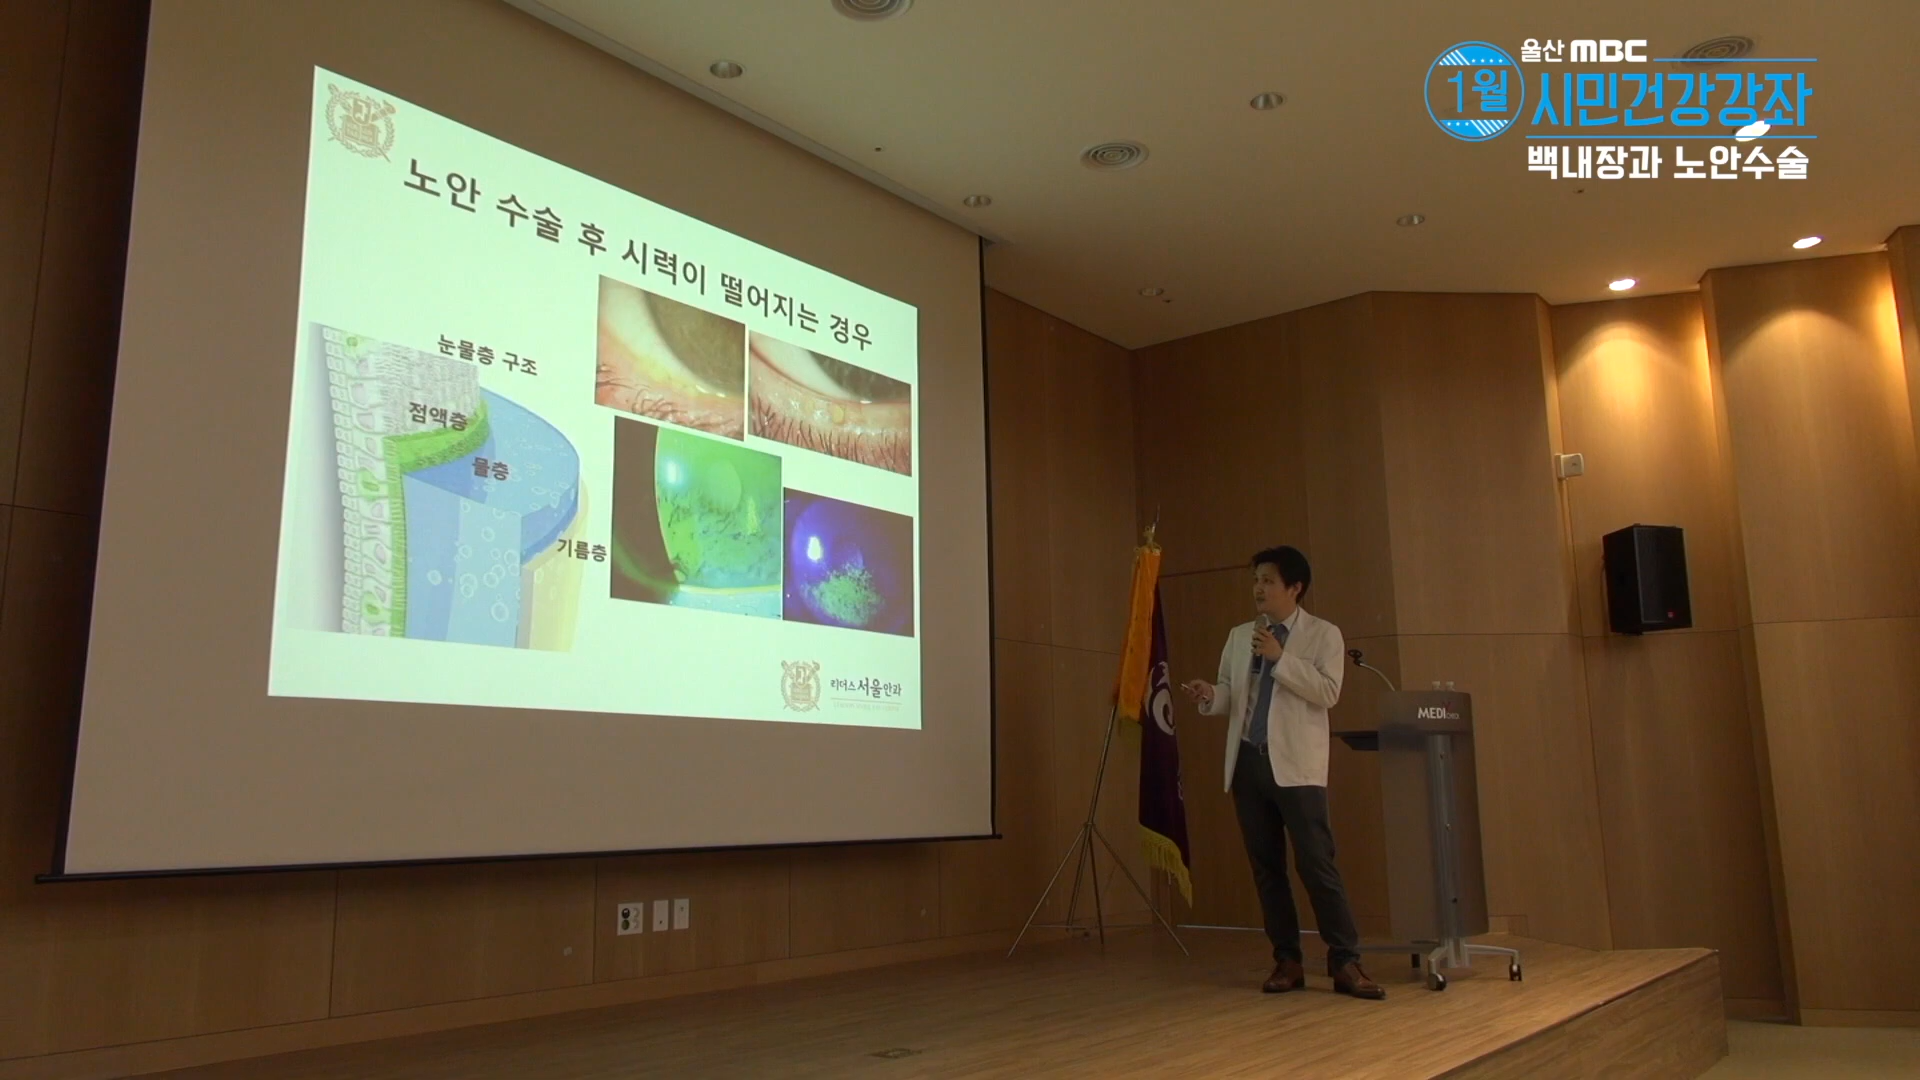 울산 MBC
1월 시민건강강좌
백내장과 노안수술
노안 수술 후 시력이 떨어지는 경우
눈물층 구조
점액층
물층
기름층
리더스서울안과
MEDI